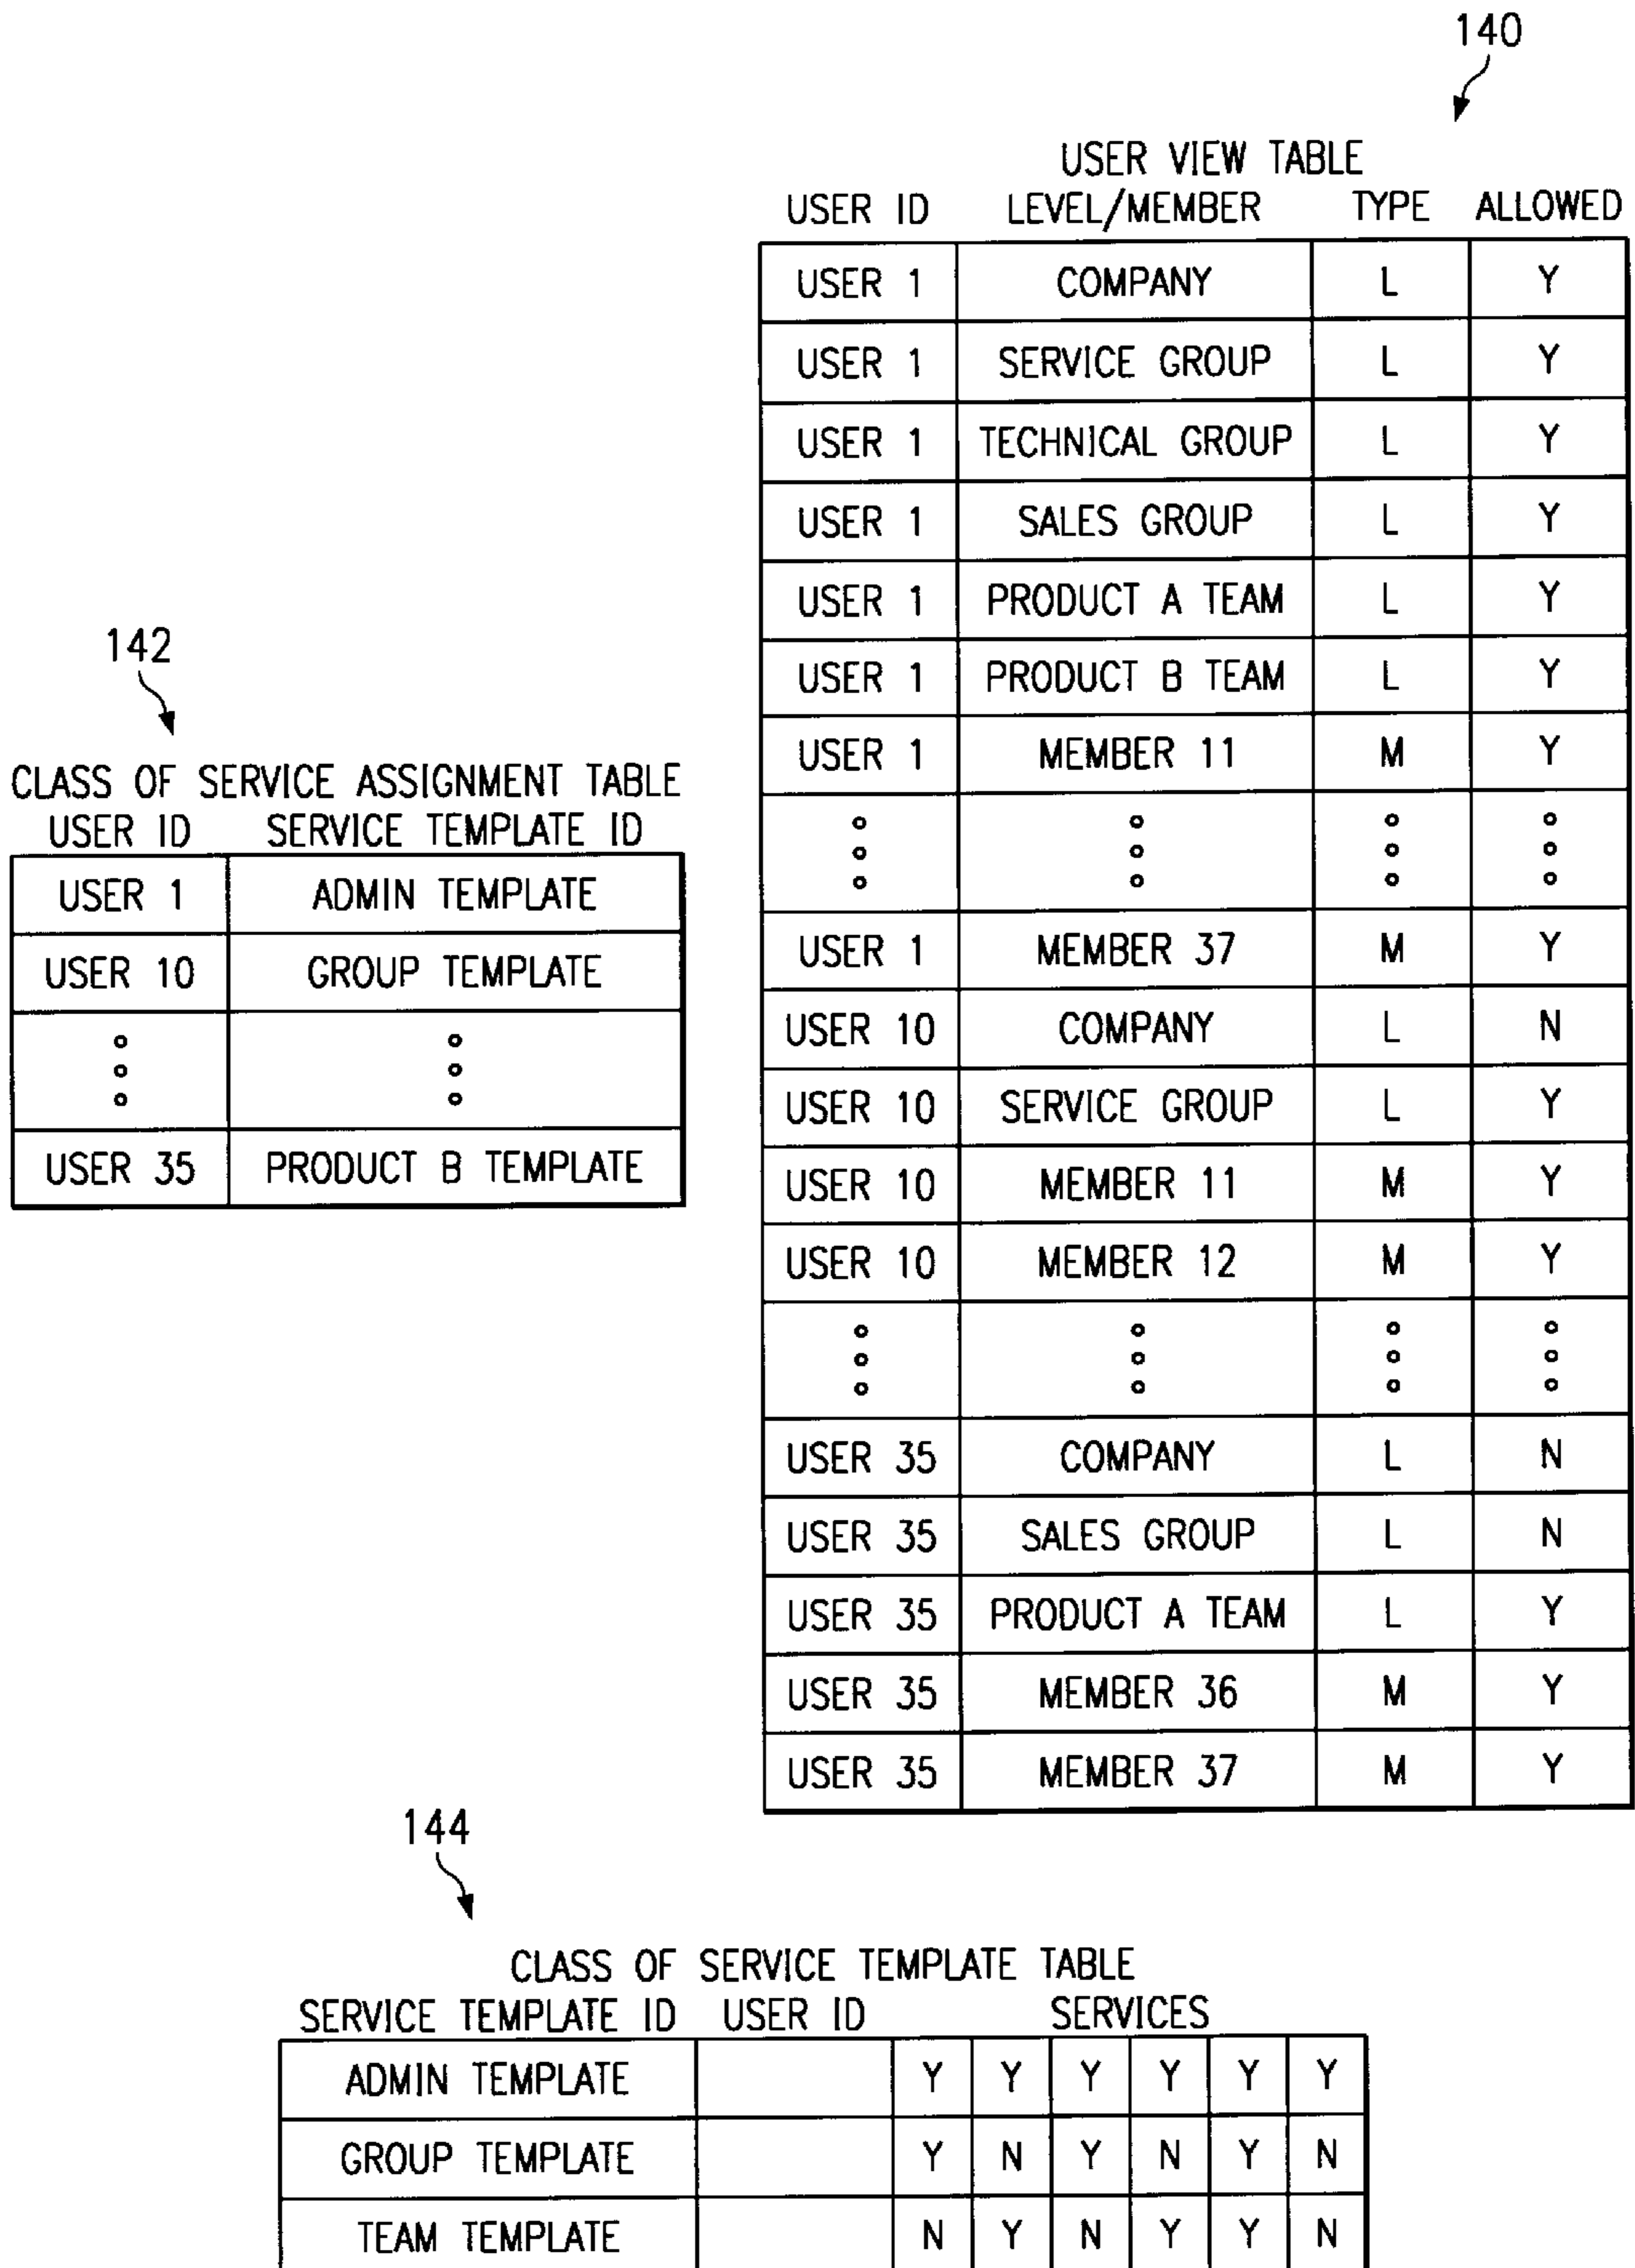 140
USER VIEW TABLE
USER ID LEVEL/MEMBER TYPE ALLOWED
USER 1 COMPANY L Y
USER 1 SERVICE GROUP L Y
USER 1 TECHNICAL GROUP L Y
USER 1 SALES GROUP L Y
USER 1 PRODUCT A TEAM L Y
USER 1 PRODUCT B TEAM L Y
USER 1 MEMBER 11 M Y
USER 1 MEMBER 37 M Y
USER 10 COMPANY L N
USER 10 SERVICE GROUP L Y
USER 10 MEMBER 11 M Y
USER 10 MEMBER 12 M Y
USER 35 COMPANY L N
USER 35 SALES GROUP L N
USER 35 PRODUCT A TEAM L Y
USER 35 MEMBER 36 M Y
USER 35 MEMBER 37 M Y
142
CLASS OF SERVICE ASSIGNMENT TABLE
USER ID SERVICE TEMPLATE ID
USER 1 ADMIN TEMPLATE
USER 10 GROUP TEMPLATE
USER 35 PRODUCT B TEMPLATE
144
CLASS OF SERVICE TEMPLATE TABLE
SERVICE TEMPLATE ID USER ID SERVICES
ADMIN TEMPLATE Y Y Y Y Y Y
GROUP TEMPLATE Y N Y N Y N
TEAM TEMPLATE N Y N Y Y N